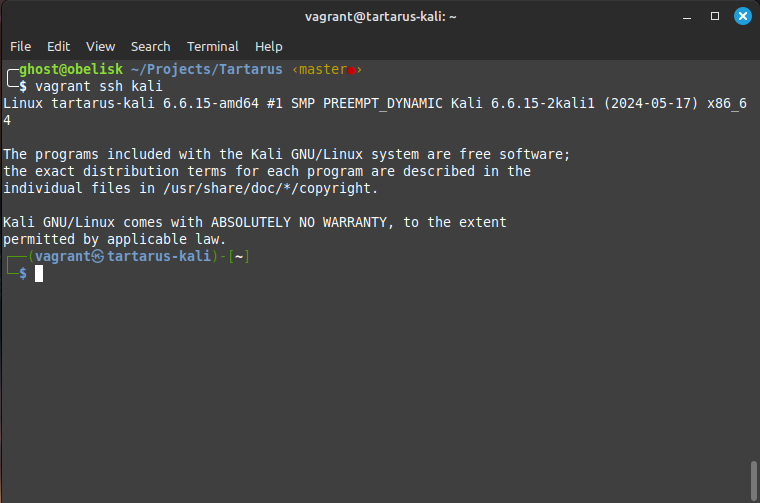 vagrant@tartarus-kali: ~
File Edit View Search Terminal Help
╭─ghost@obelisk ~/Projects/Tartarus ‹master●›
╰─$ vagrant ssh kali
Linux tartarus-kali 6.6.15-amd64 #1 SMP PREEMPT_DYNAMIC Kali 6.6.15-2kali1 (2024-05-17) x86_6
4
The programs included with the Kali GNU/Linux system are free software;
the exact distribution terms for each program are described in the
individual files in /usr/share/doc/*/copyright.
Kali GNU/Linux comes with ABSOLUTELY NO WARRANTY, to the extent
permitted by applicable law.
┌──(vagrant㉿tartarus-kali)-[~]
└─$